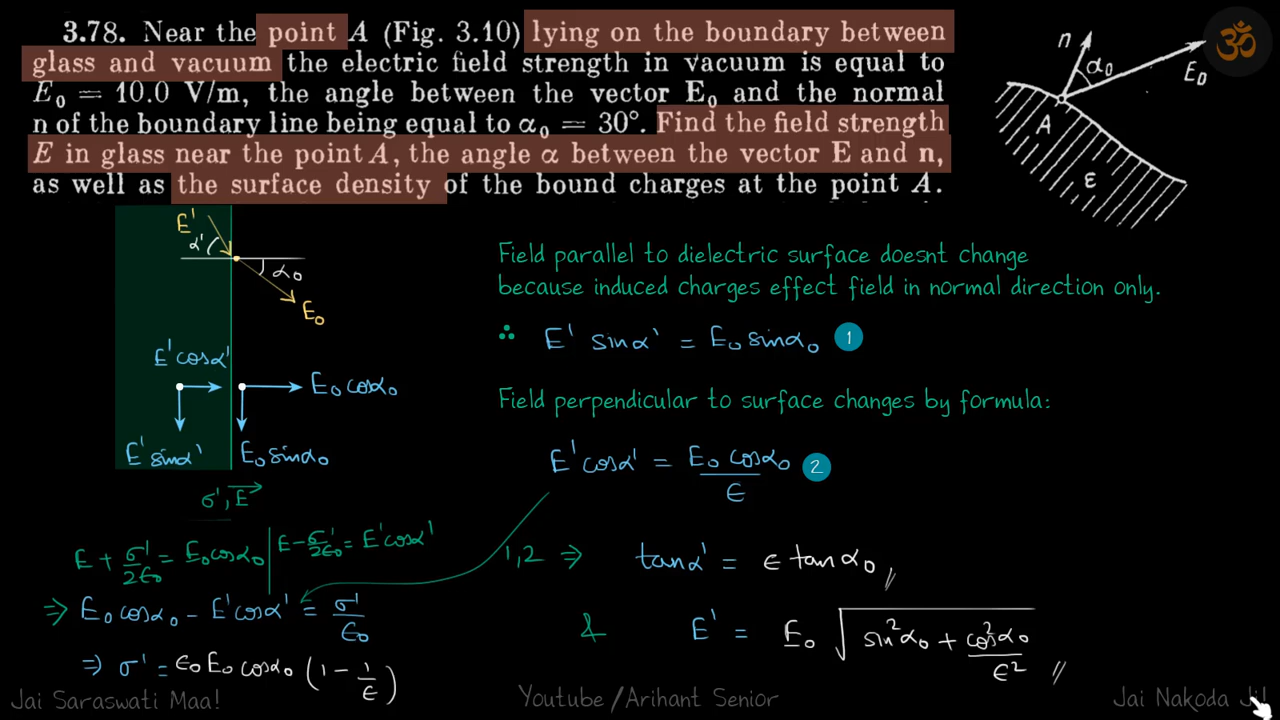 3.78. Near the point A (Fig. 3.10) lying on the boundary between
glass and vacuum the electric field strength in vacuum is equal to
E₀ = 10.0 V/m, the angle between the vector E₀ and the normal
n of the boundary line being equal to α₀ = 30°. Find the field strength
E in glass near the point A, the angle α between the vector E and n,
as well as the surface density of the bound charges at the point A.
n
α₀
E₀
A
ε
ॐ
E'
α'
α₀
E₀
E'cosα'
E₀ cosα₀
E'sinα'
E₀ sinα₀
σ', E⃗
Field parallel to dielectric surface doesnt change
because induced charges effect field in normal direction only.
∴ E' sinα' = E₀ sinα₀ 1
Field perpendicular to surface changes by formula:
E'cosα' = E₀ cosα₀ / ε 2
E + σ'/2ε₀ = E₀cosα₀ | E - σ'/2ε₀ = E'cosα'
⇒ E₀cosα₀ - E'cosα' = σ'/ε₀
⇒ σ' = ε₀E₀cosα₀ (1 - 1/ε)
1,2 ⇒ tanα' = ε tanα₀ //
& E' = E₀ √(sin²α₀ + cos²α₀/ε²) //
Jai Saraswati Maa!
Youtube /Arihant Senior
Jai Nakoda Ji!